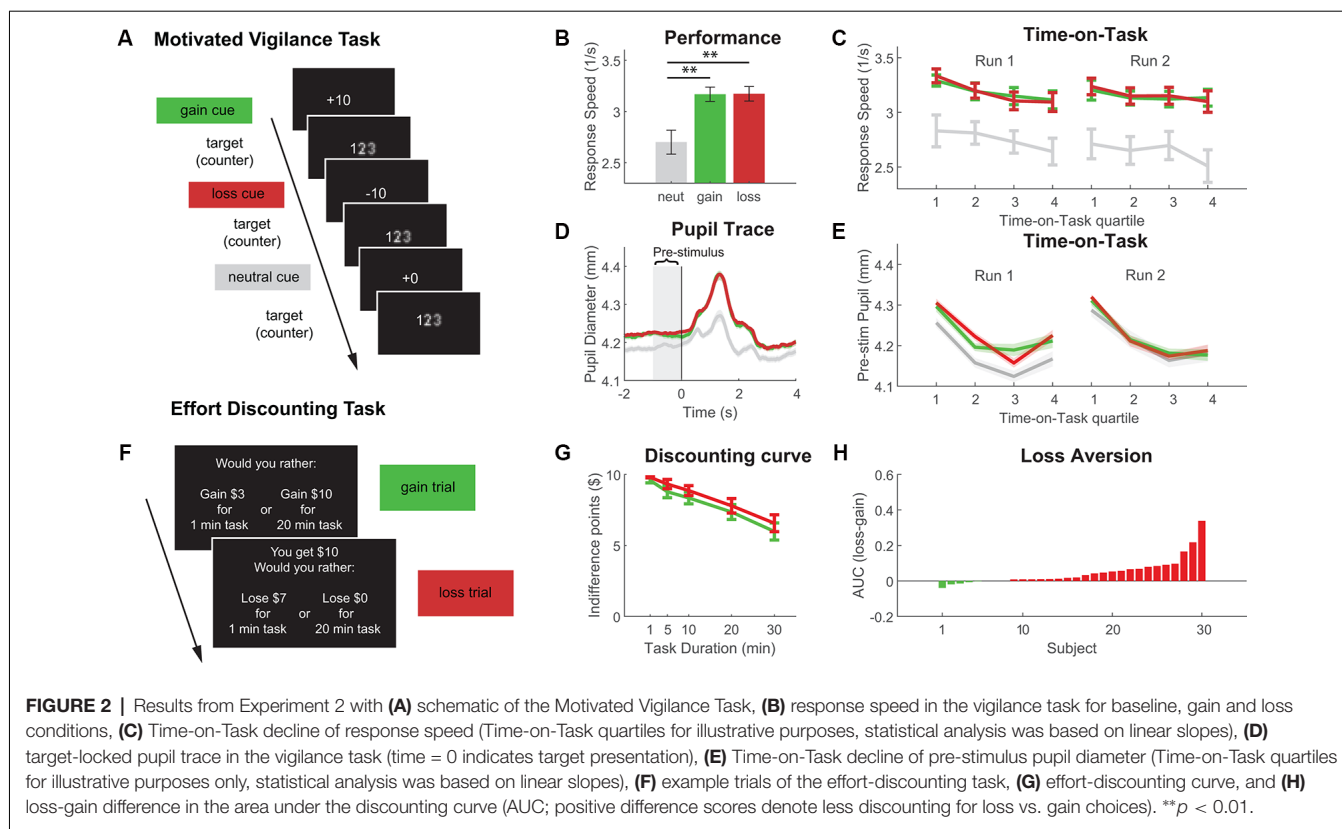 A Motivated Vigilance Task
gain cue
target
(counter)
loss cue
target
(counter)
neutral cue
target
(counter)
+10
123
-10
123
+0
123
B Performance
Response Speed (1/s)
3.5
3
2.5
**
**
neut gain loss
C Time-on-Task
Response Speed (1/s)
Run 1 Run 2
3.5
3
2.5
1 2 3 4 1 2 3 4
Time-on-Task quartile
D Pupil Trace
Pre-stimulus
Pupil Diameter (mm)
4.4
4.3
4.2
4.1
-2 0 2 4
Time (s)
E Time-on-Task
Pre-stim Pupil (mm)
Run 1 Run 2
4.4
4.3
4.2
4.1
1 2 3 4 1 2 3 4
Time-on-Task quartile
Effort Discounting Task
F
Would you rather:
Gain $3 Gain $10
for or for
1 min task 20 min task
gain trial
You get $10
Would you rather:
Lose $7 Lose $0
for or for
1 min task 20 min task
loss trial
G Discounting curve
Indifference points ($)
10
5
0
1 5 10 20 30
Task Duration (min)
H Loss Aversion
AUC (loss-gain)
0.6
0.4
0.2
0
-0.2
1 10 20 30
Subject
FIGURE 2 | Results from Experiment 2 with (A) schematic of the Motivated Vigilance Task, (B) response speed in the vigilance task for baseline, gain and loss
conditions, (C) Time-on-Task decline of response speed (Time-on-Task quartiles for illustrative purposes, statistical analysis was based on linear slopes), (D)
target-locked pupil trace in the vigilance task (time = 0 indicates target presentation), (E) Time-on-Task decline of pre-stimulus pupil diameter (Time-on-Task quartiles
for illustrative purposes only, statistical analysis was based on linear slopes), (F) example trials of the effort-discounting task, (G) effort-discounting curve, and (H)
loss-gain difference in the area under the discounting curve (AUC; positive difference scores denote less discounting for loss vs. gain choices). **p < 0.01.